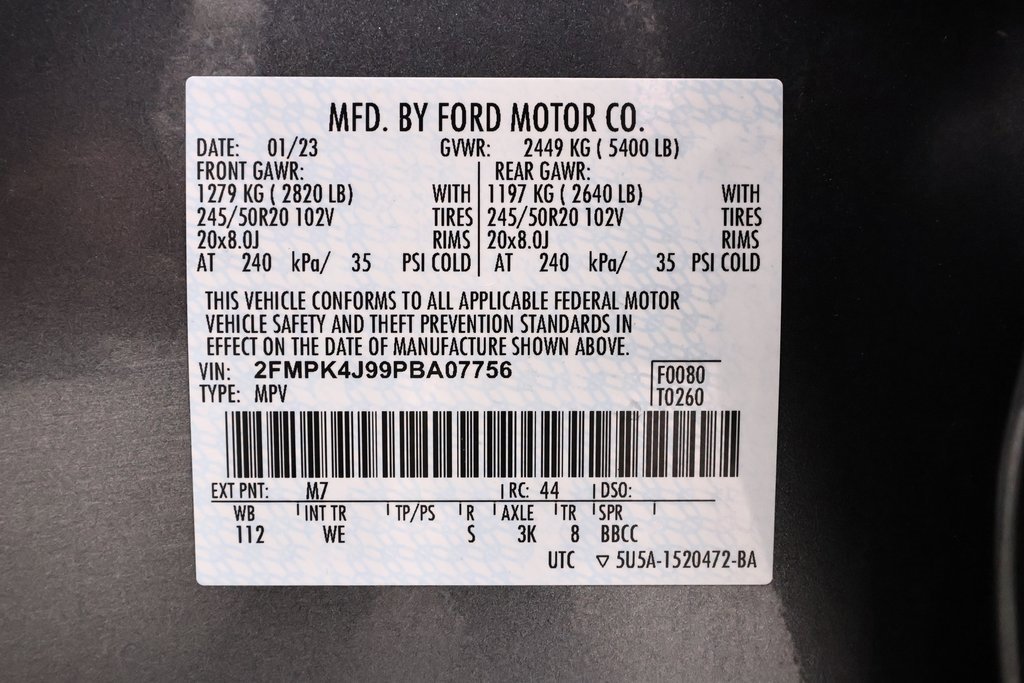 MFD. BY FORD MOTOR CO.
DATE: 01/23 GVWR: 2449 KG ( 5400 LB)
FRONT GAWR: REAR GAWR:
1279 KG ( 2820 LB) WITH 1197 KG ( 2640 LB) WITH
245/50R20 102V TIRES 245/50R20 102V TIRES
20x8.0J RIMS 20x8.0J RIMS
AT 240 kPa/ 35 PSI COLD AT 240 kPa/ 35 PSI COLD
THIS VEHICLE CONFORMS TO ALL APPLICABLE FEDERAL MOTOR
VEHICLE SAFETY AND THEFT PREVENTION STANDARDS IN
EFFECT ON THE DATE OF MANUFACTURE SHOWN ABOVE.
VIN: 2FMPK4J99PBA07756 F0080
TYPE: MPV T0260
EXT PNT: M7 RC: 44 DSO:
WB INT TR TP/PS R AXLE TR SPR
112 WE S 3K 8 BBCC
UTC ▽ 5U5A-1520472-BA